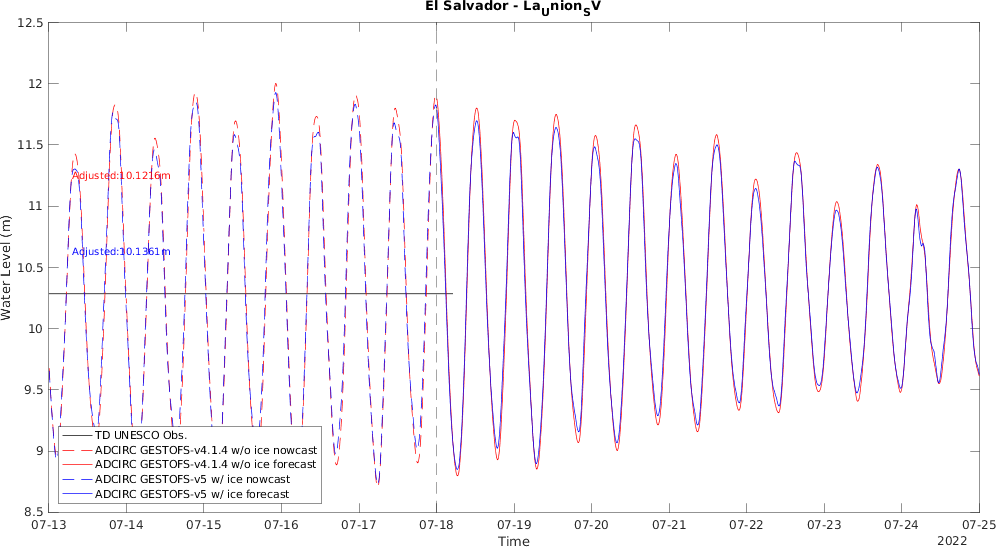 El Salvador - LaUnionSV
12.5
12
11.5
11
10.5
10
9.5
9
8.5
Water Level (m)
Adjusted:10.1216m
Adjusted:10.1361m
TD UNESCO Obs.
ADCIRC GESTOFS-v4.1.4 w/o ice nowcast
ADCIRC GESTOFS-v4.1.4 w/o ice forecast
ADCIRC GESTOFS-v5 w/ ice nowcast
ADCIRC GESTOFS-v5 w/ ice forecast
07-13 07-14 07-15 07-16 07-17 07-18 07-19 07-20 07-21 07-22 07-23 07-24 07-25
Time
2022